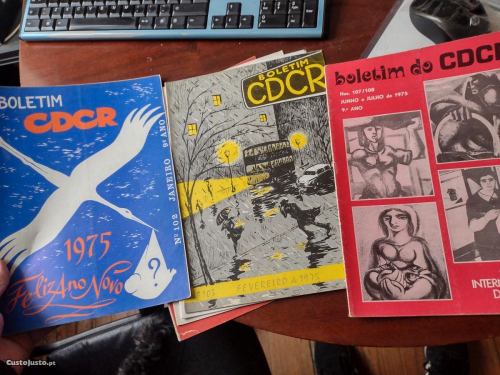 BOLETIM
CDCR
Nº 102 JANEIRO 9º ANO
1975
Feliz Ano Novo
?
BOLETIM
CDCR
FEVEREIRO de 1975
boletim do CDCR
Nos. 107/108
JUNHO e JULHO de 1975
9.º ANO
INTERN
D
CustoJusto.pt